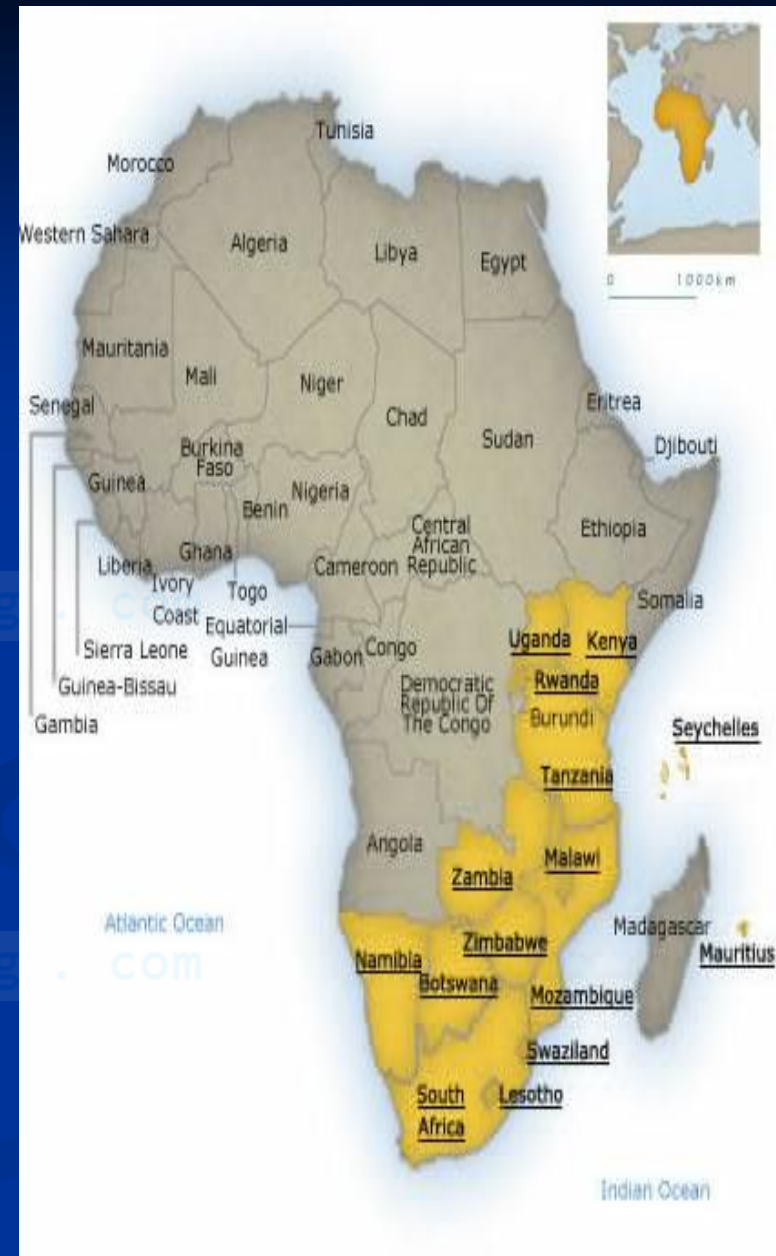 Tunisia
Morocco
Western Sahara
Algeria
Libya
Egypt
0 1000km
Mauritania
Mali
Niger
Chad
Sudan
Eritrea
Djibouti
Senegal
Burkina
Faso
Guinea
Benin
Nigeria
Ethiopia
Central
African
Republic
Liberia
Ghana
Togo
Cameroon
Ivory
Coast
Somalia
Sierra Leone
Equatorial
Guinea
Gabon
Congo
Uganda
Kenya
Guinea-Bissau
Rwanda
Democratic
Republic Of
The Congo
Burundi
Gambia
Seychelles
Tanzania
Angola
Malawi
Zambia
Atlantic Ocean
Madagascar
Zimbabwe
Mauritius
Namibia
Botswana
Mozambique
Swaziland
South
Africa
Lesotho
Indian Ocean